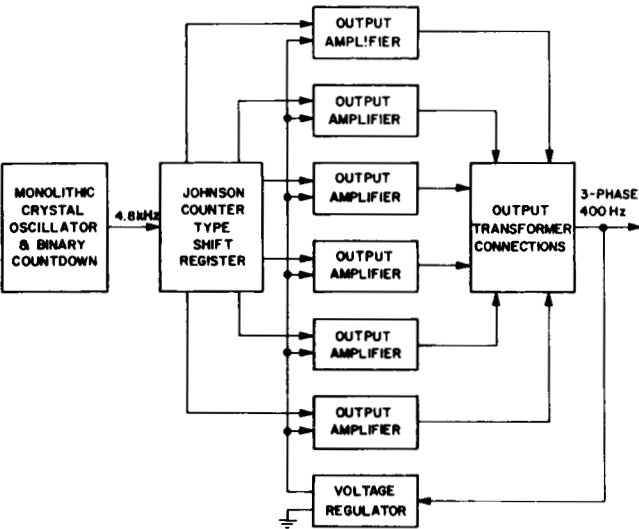 OUTPUT
AMPLIFIER
OUTPUT
AMPLIFIER
MONOLITHIC
CRYSTAL
OSCILLATOR
& BINARY
COUNTDOWN
4.8kHz
JOHNSON
COUNTER
TYPE
SHIFT
REGISTER
OUTPUT
AMPLIFIER
OUTPUT
AMPLIFIER
OUTPUT
AMPLIFIER
OUTPUT
AMPLIFIER
VOLTAGE
REGULATOR
OUTPUT
TRANSFORMER
CONNECTIONS
3-PHASE
400 Hz